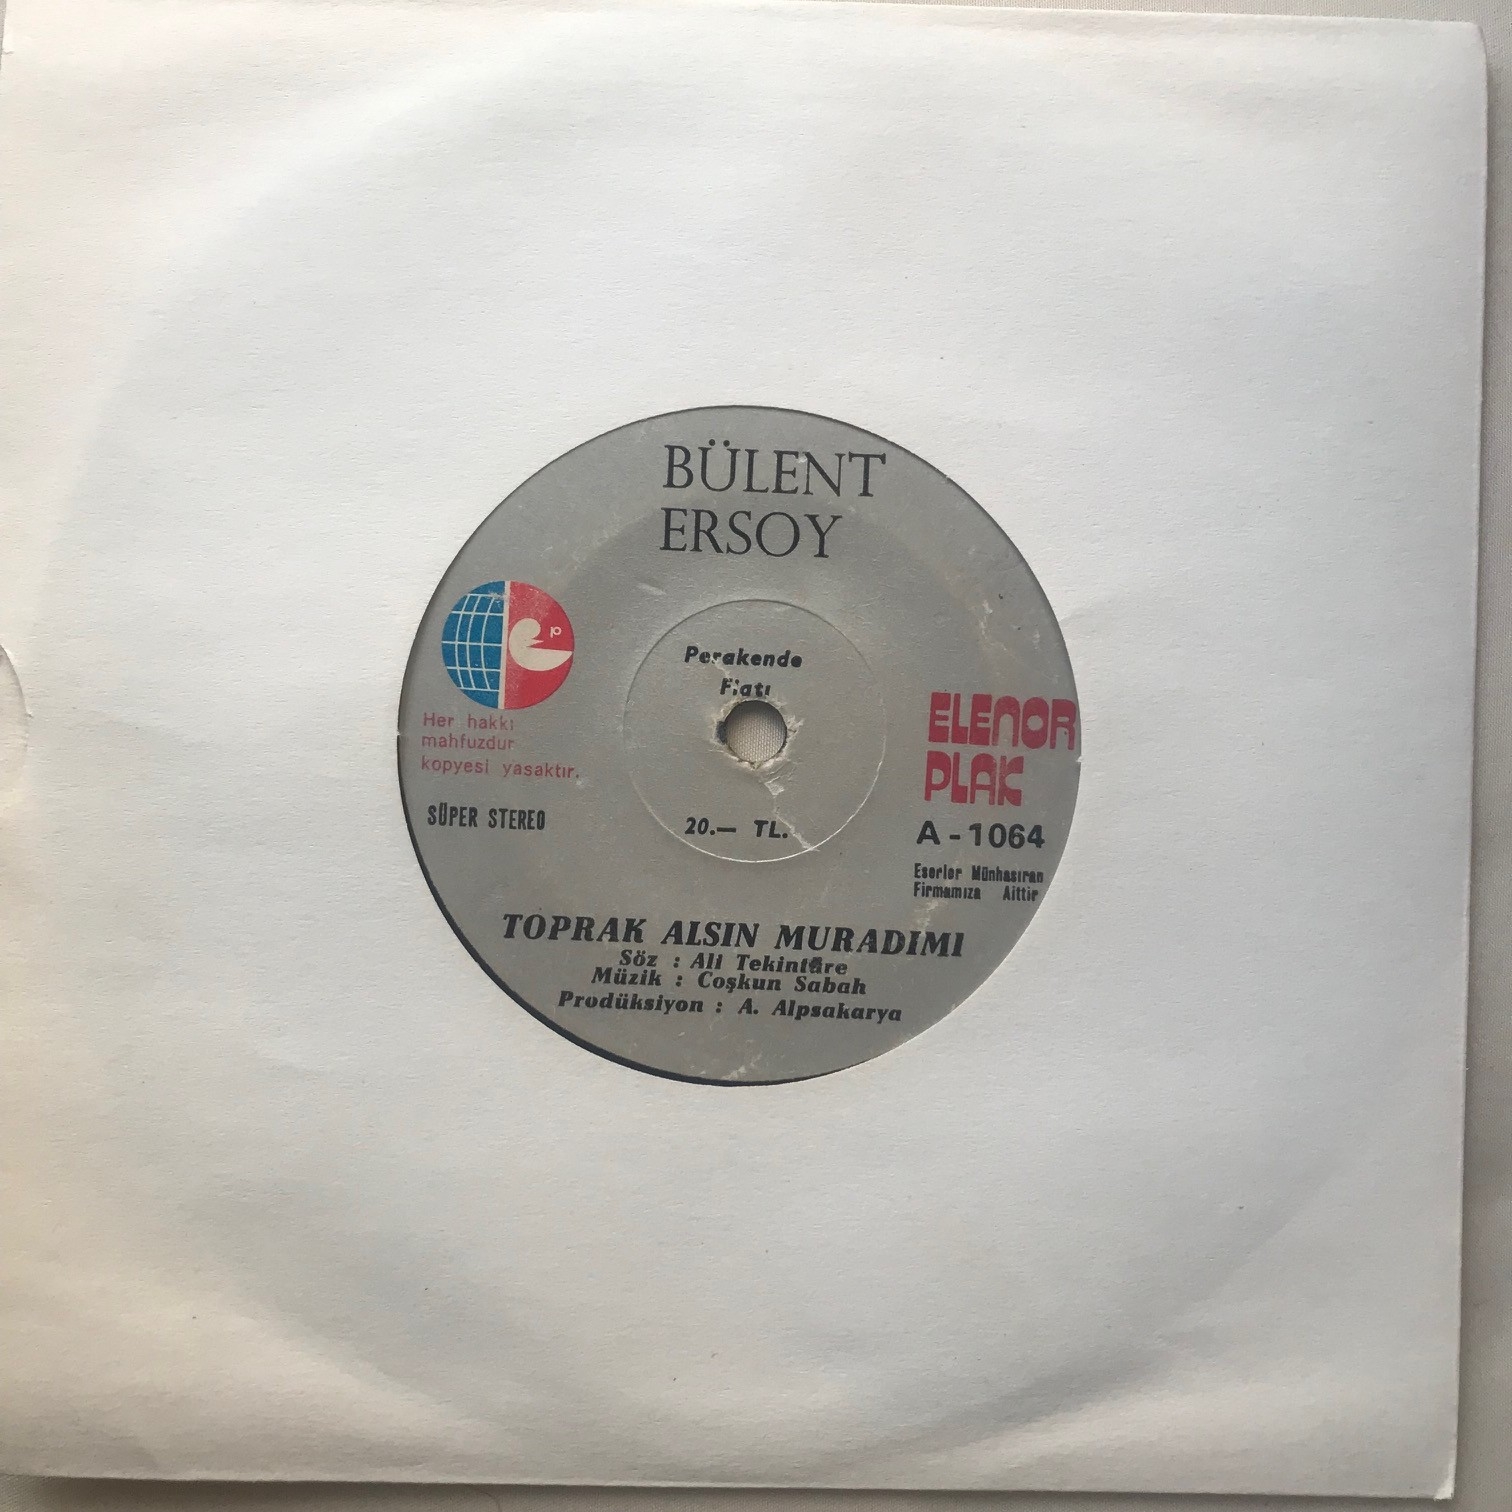 BÜLENT
ERSOY
p
Her hakkı
mahfuzdur
kopyesi yasaktır.
SÜPER STEREO
Perakende
Fiatı
20.— TL.
ELENOR
PLAK
A - 1064
Eserler Münhasıran
Firmamıza Aittir
TOPRAK ALSIN MURADIMI
Söz : Ali Tekintüre
Müzik : Coşkun Sabah
Prodüksiyon : A. Alpsakarya